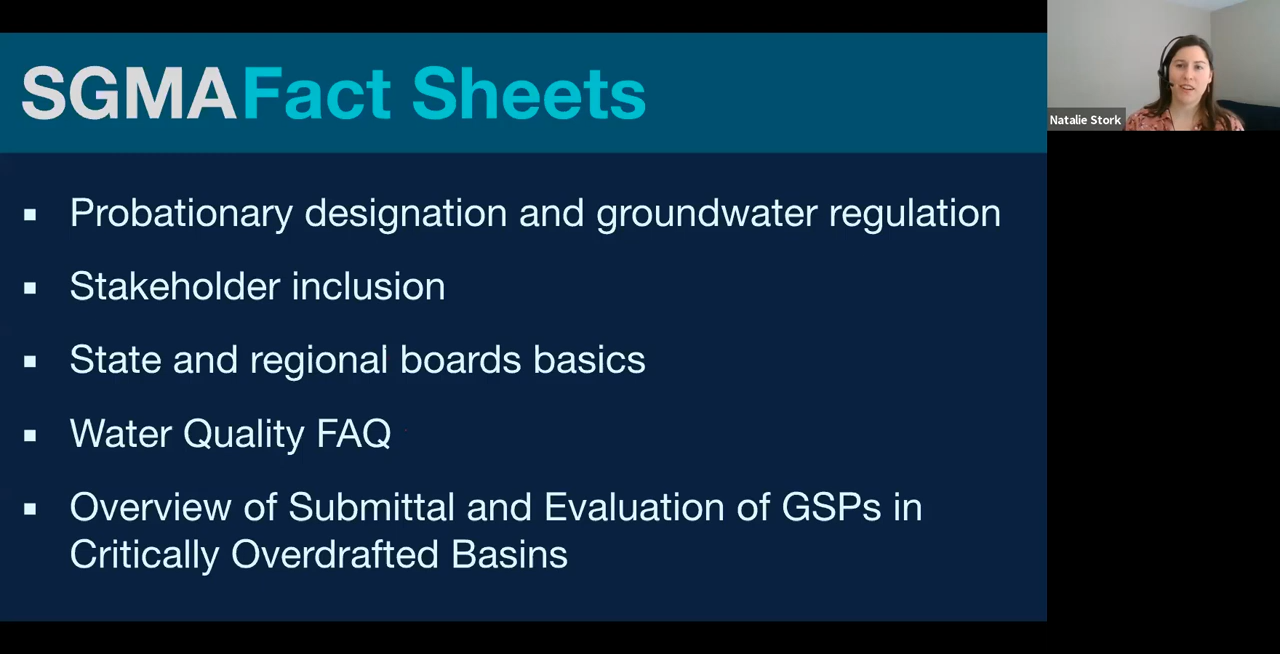 SGMA Fact Sheets
Natalie Stork
Probationary designation and groundwater regulation
Stakeholder inclusion
State and regional boards basics
Water Quality FAQ
Overview of Submittal and Evaluation of GSPs in
Critically Overdrafted Basins